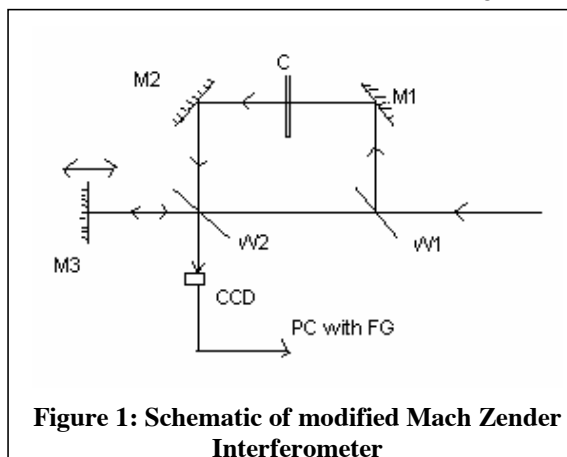 C
M2
M1
M3
W2
W1
CCD
PC with FG
Figure 1: Schematic of modified Mach Zender
Interferometer